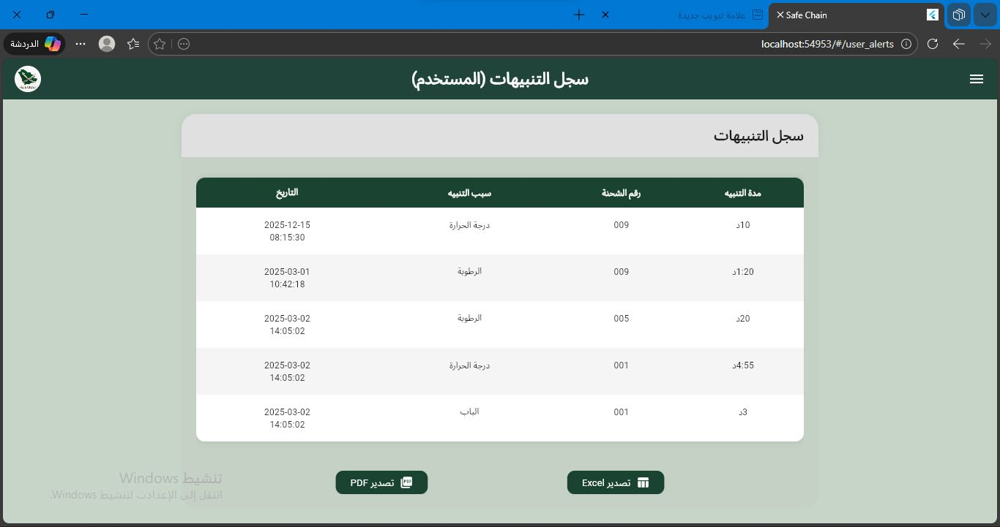 Safe Chain
علامة تبويب جديدة
localhost:54953/#/user_alerts
الدردشة
سجل التنبيهات (المستخدم)
سجل التنبيهات
مدة التنبيه رقم الشحنة سبب التنبيه التاريخ
10د 009 درجة الحرارة 2025-12-15
08:15:30
1:20د 009 الرطوبة 2025-03-01
10:42:18
20د 005 الرطوبة 2025-03-02
14:05:02
4:55د 001 درجة الحرارة 2025-03-02
14:05:02
3د 001 الباب 2025-03-02
14:05:02
تصدير Excel
تصدير PDF
تنشيط Windows
انتقل إلى الإعدادات لتنشيط Windows.